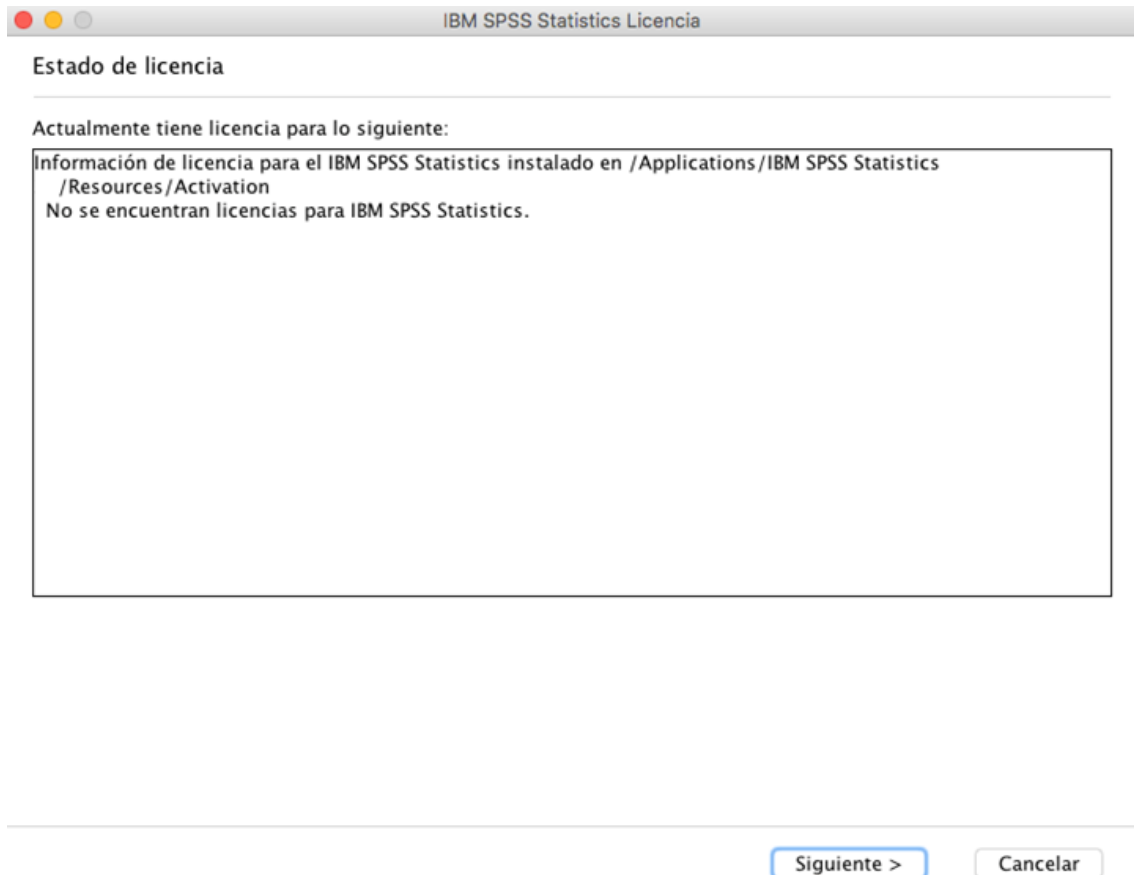 IBM SPSS Statistics Licencia
Estado de licencia
Actualmente tiene licencia para lo siguiente:
Información de licencia para el IBM SPSS Statistics instalado en /Applications/IBM SPSS Statistics
/Resources/Activation
No se encuentran licencias para IBM SPSS Statistics.
Siguiente > Cancelar